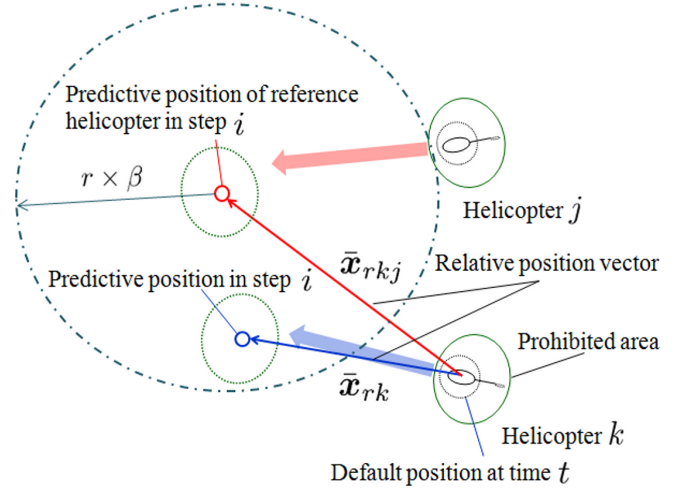 Predictive position of reference
helicopter in step i
r × β
Helicopter j
x̄rkj
Relative position vector
Predictive position in step i
Prohibited area
x̄rk
Helicopter k
Default position at time t